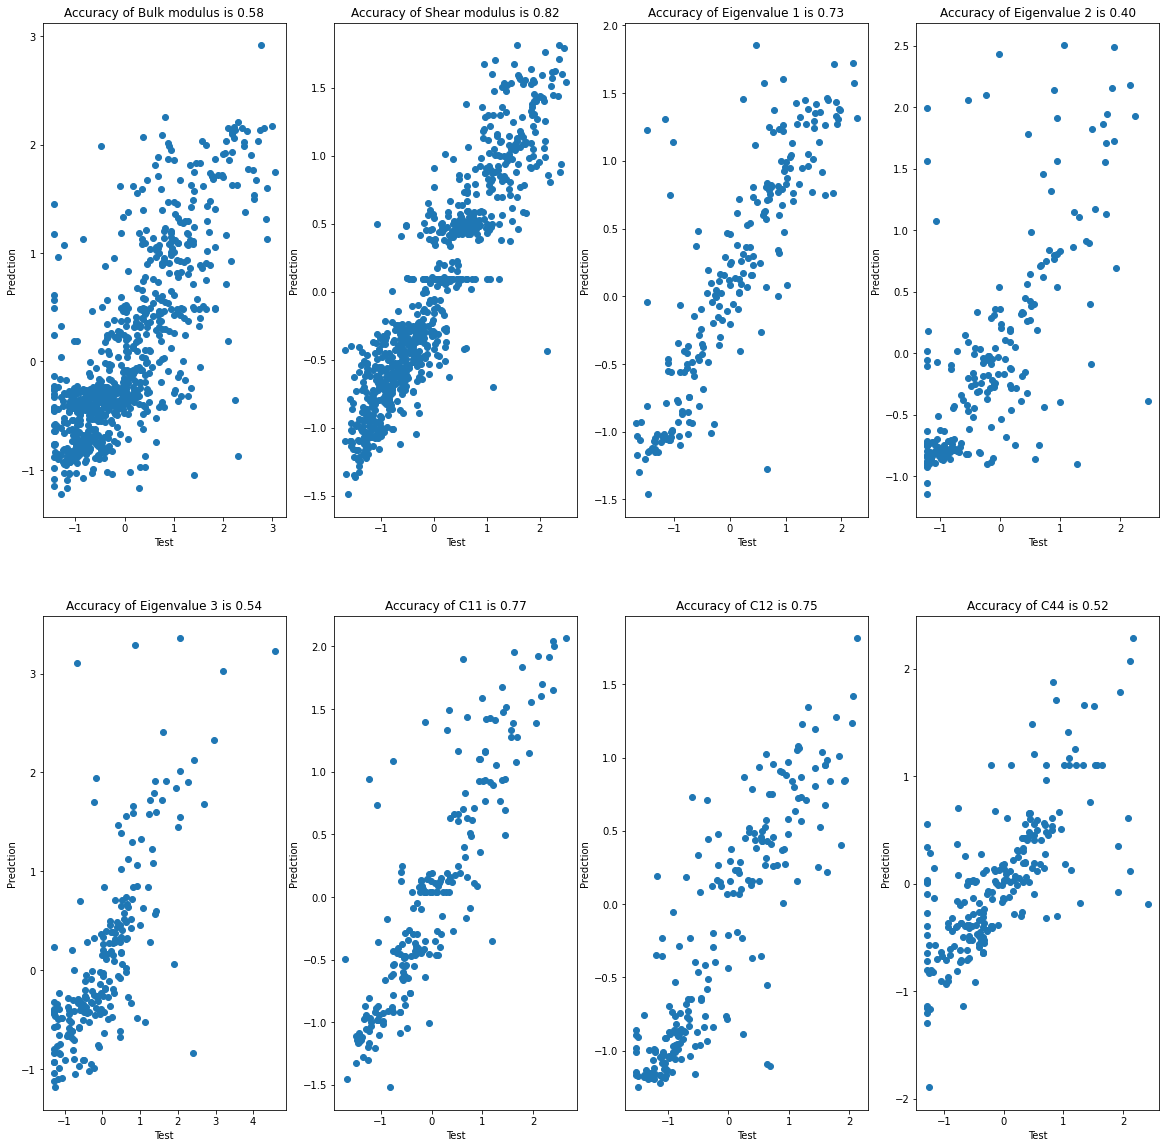 Accuracy of Bulk modulus is 0.58
3
2
1
0
−1
Predction
−1 0 1 2 3
Test
Accuracy of Shear modulus is 0.82
1.5
1.0
0.5
0.0
−0.5
−1.0
−1.5
Predction
−1 0 1 2
Test
Accuracy of Eigenvalue 1 is 0.73
2.0
1.5
1.0
0.5
0.0
−0.5
−1.0
−1.5
Predction
−1 0 1 2
Test
Accuracy of Eigenvalue 2 is 0.40
2.5
2.0
1.5
1.0
0.5
0.0
−0.5
−1.0
Predction
−1 0 1 2
Test
Accuracy of Eigenvalue 3 is 0.54
3
2
1
0
−1
Predction
−1 0 1 2 3 4
Test
Accuracy of C11 is 0.77
2.0
1.5
1.0
0.5
0.0
−0.5
−1.0
−1.5
Predction
−1 0 1 2
Test
Accuracy of C12 is 0.75
1.5
1.0
0.5
0.0
−0.5
−1.0
Predction
−1 0 1 2
Test
Accuracy of C44 is 0.52
2
1
0
−1
−2
Predction
−1 0 1 2
Test